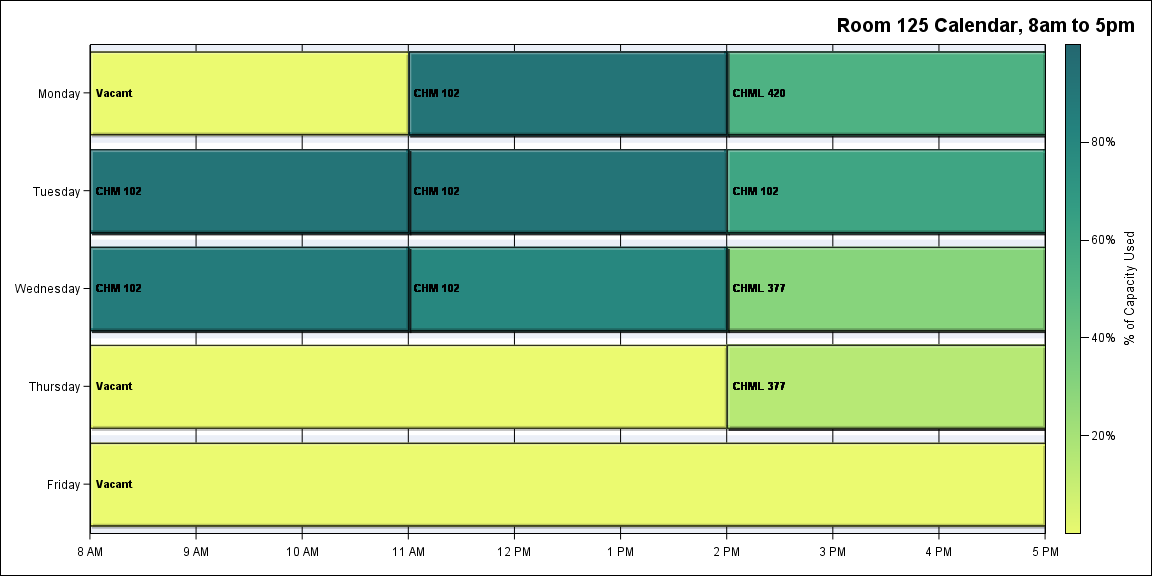 Room 125 Calendar, 8am to 5pm
Monday
Vacant
CHM 102
CHML 420
Tuesday
CHM 102
CHM 102
CHM 102
Wednesday
CHM 102
CHM 102
CHML 377
Thursday
Vacant
CHML 377
Friday
Vacant
8 AM
9 AM
10 AM
11 AM
12 PM
1 PM
2 PM
3 PM
4 PM
5 PM
80%
60%
40%
20%
% of Capacity Used